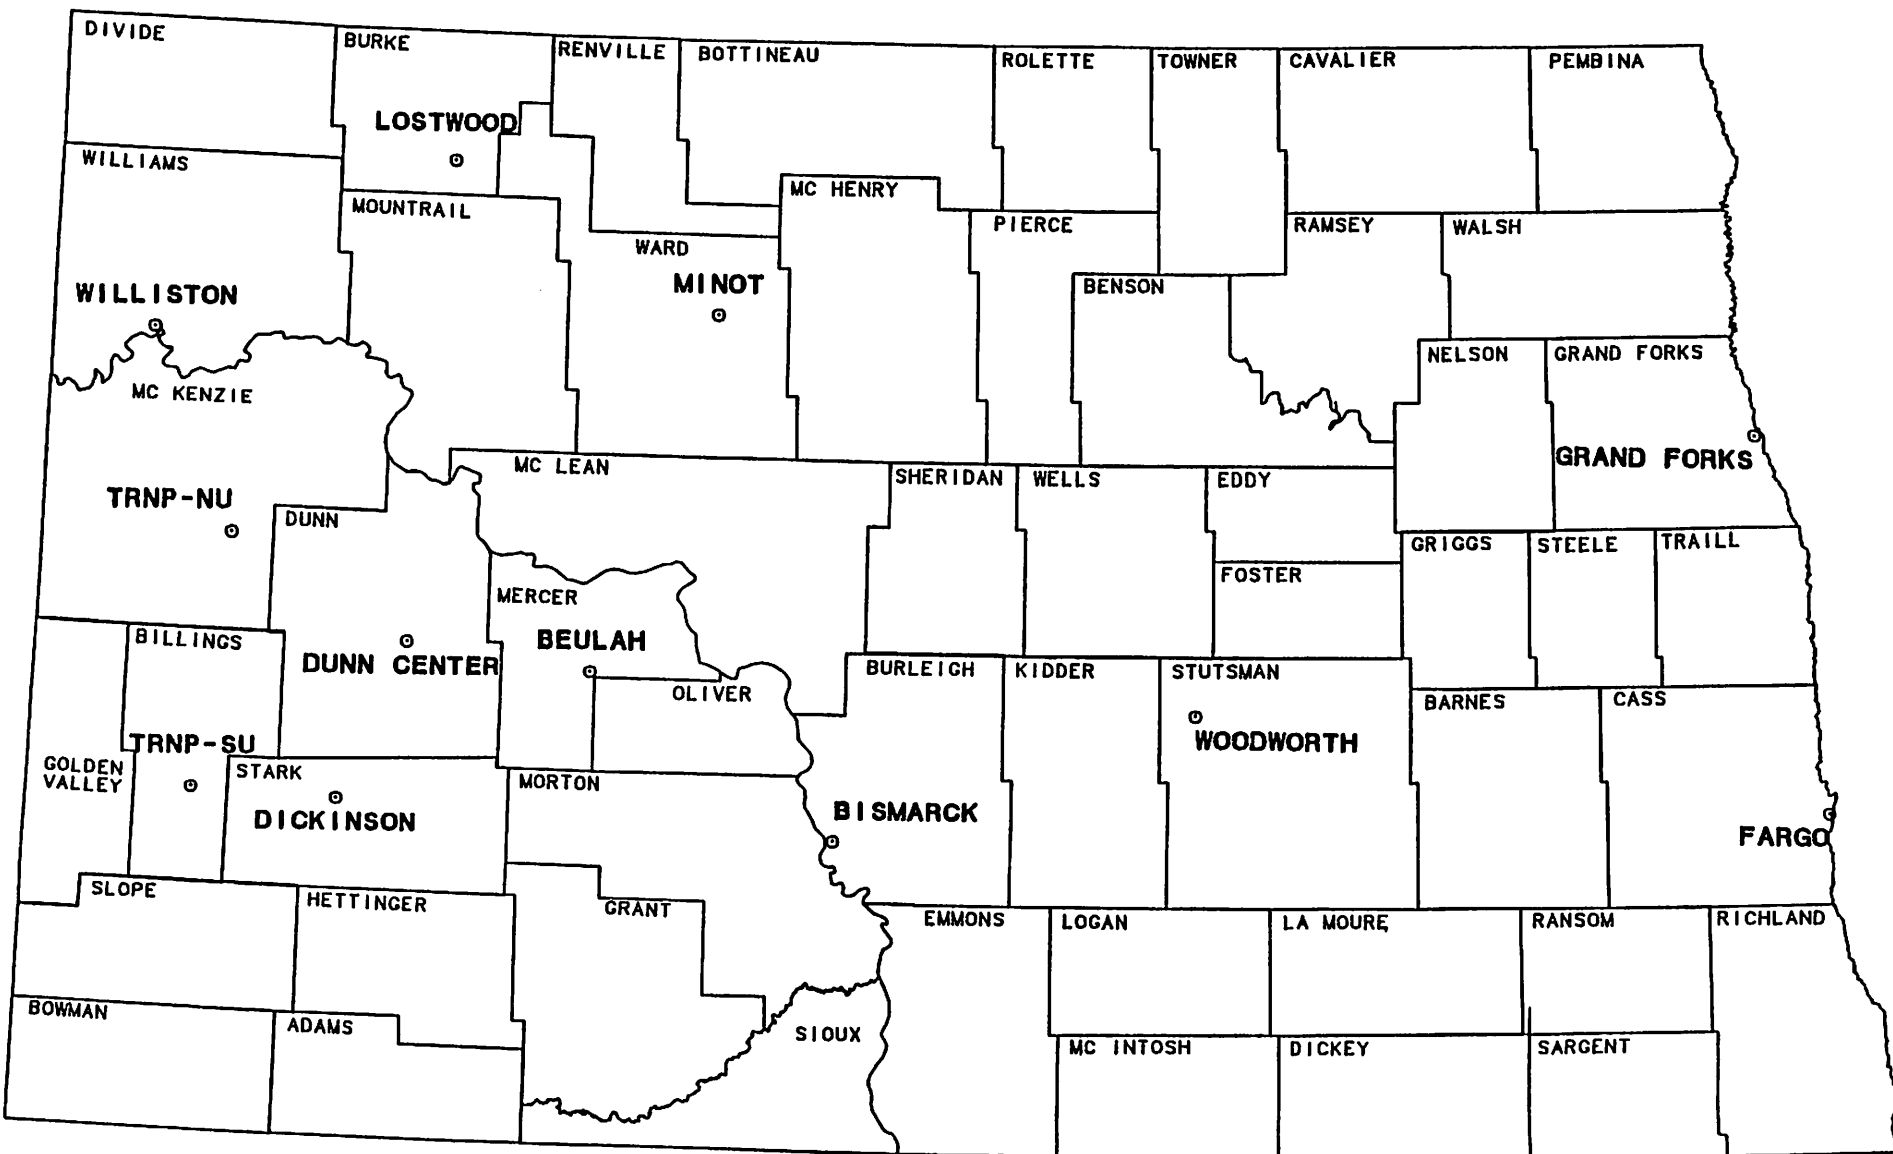 DIVIDE
BURKE
RENVILLE
BOTTINEAU
ROLETTE
TOWNER
CAVALIER
PEMBINA
LOSTWOOD
WILLIAMS
MOUNTRAIL
MC HENRY
PIERCE
RAMSEY
WALSH
WARD
MINOT
BENSON
WILLISTON
MC KENZIE
NELSON
GRAND FORKS
GRAND FORKS
MC LEAN
SHERIDAN
WELLS
EDDY
TRNP-NU
DUNN
GRIGGS
STEELE
TRAILL
FOSTER
MERCER
BILLINGS
BEULAH
DUNN CENTER
BURLEIGH
KIDDER
STUTSMAN
OLIVER
BARNES
CASS
TRNP-SU
WOODWORTH
GOLDEN
VALLEY
STARK
MORTON
DICKINSON
BISMARCK
FARGO
SLOPE
HETTINGER
GRANT
EMMONS
LOGAN
LA MOURE
RANSOM
RICHLAND
BOWMAN
ADAMS
SIOUX
MC INTOSH
DICKEY
SARGENT